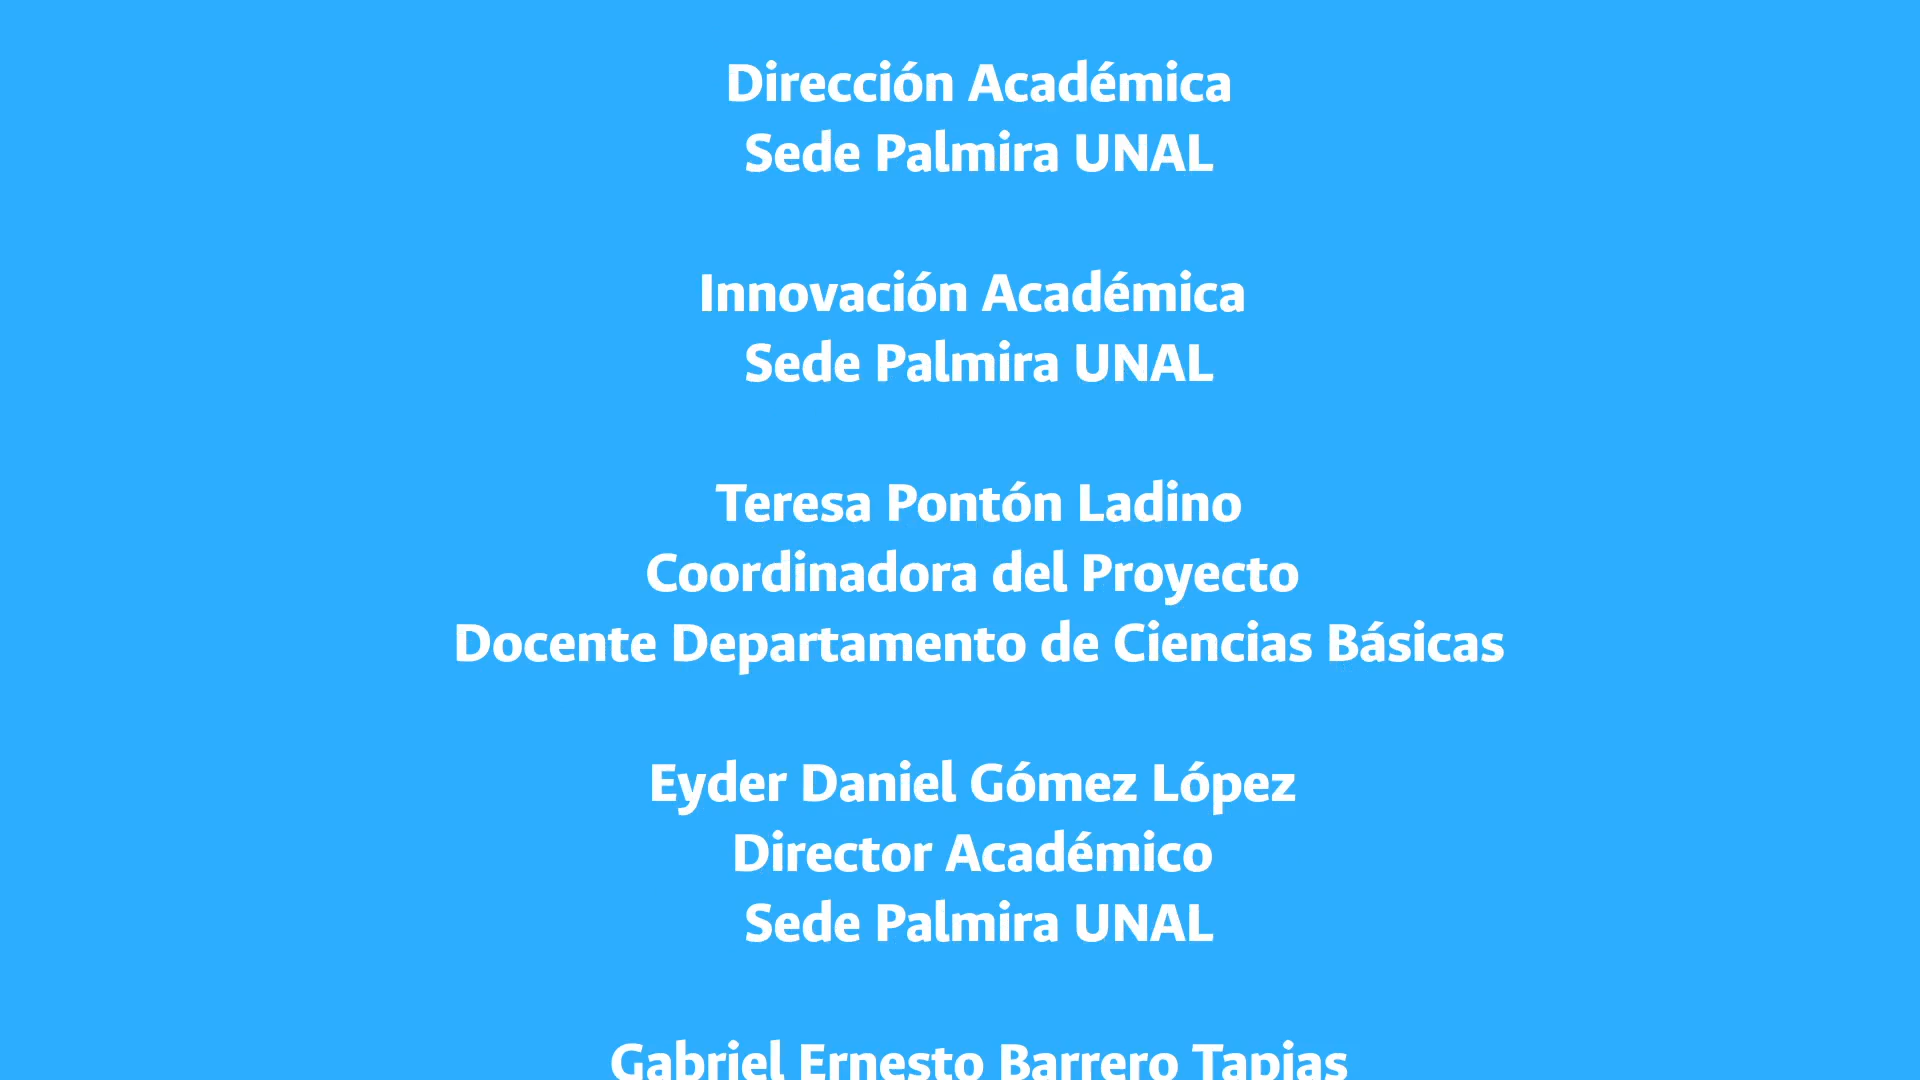 Dirección Académica
Sede Palmira UNAL
Innovación Académica
Sede Palmira UNAL
Teresa Pontón Ladino
Coordinadora del Proyecto
Docente Departamento de Ciencias Básicas
Eyder Daniel Gómez López
Director Académico
Sede Palmira UNAL
Gabriel Ernesto Barrero Tapias